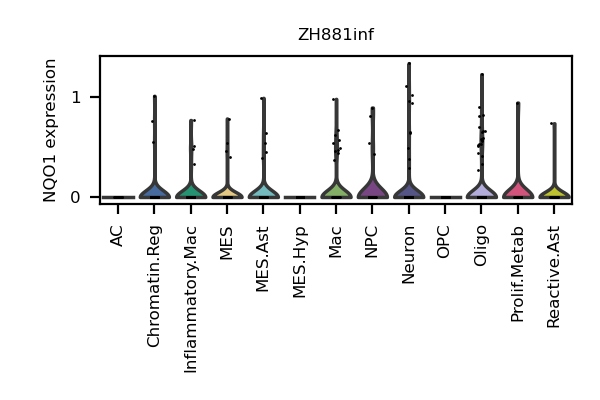 ZH881inf
NQO1 expression
1
0
AC
Chromatin.Reg
Inflammatory.Mac
MES
MES.Ast
MES.Hyp
Mac
NPC
Neuron
OPC
Oligo
Prolif.Metab
Reactive.Ast